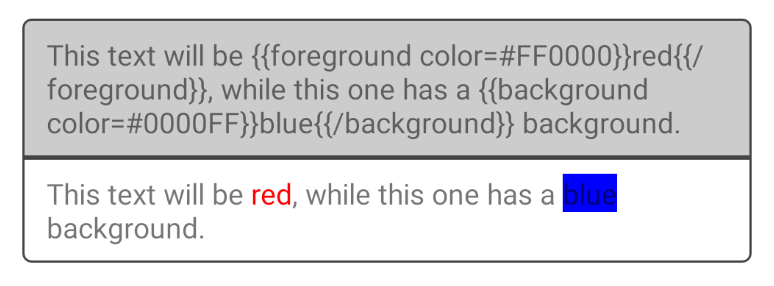 This text will be {{foreground color=#FF0000}}red{{/
foreground}}, while this one has a {{background
color=#0000FF}}blue{{/background}} background.
This text will be red, while this one has a blue
background.